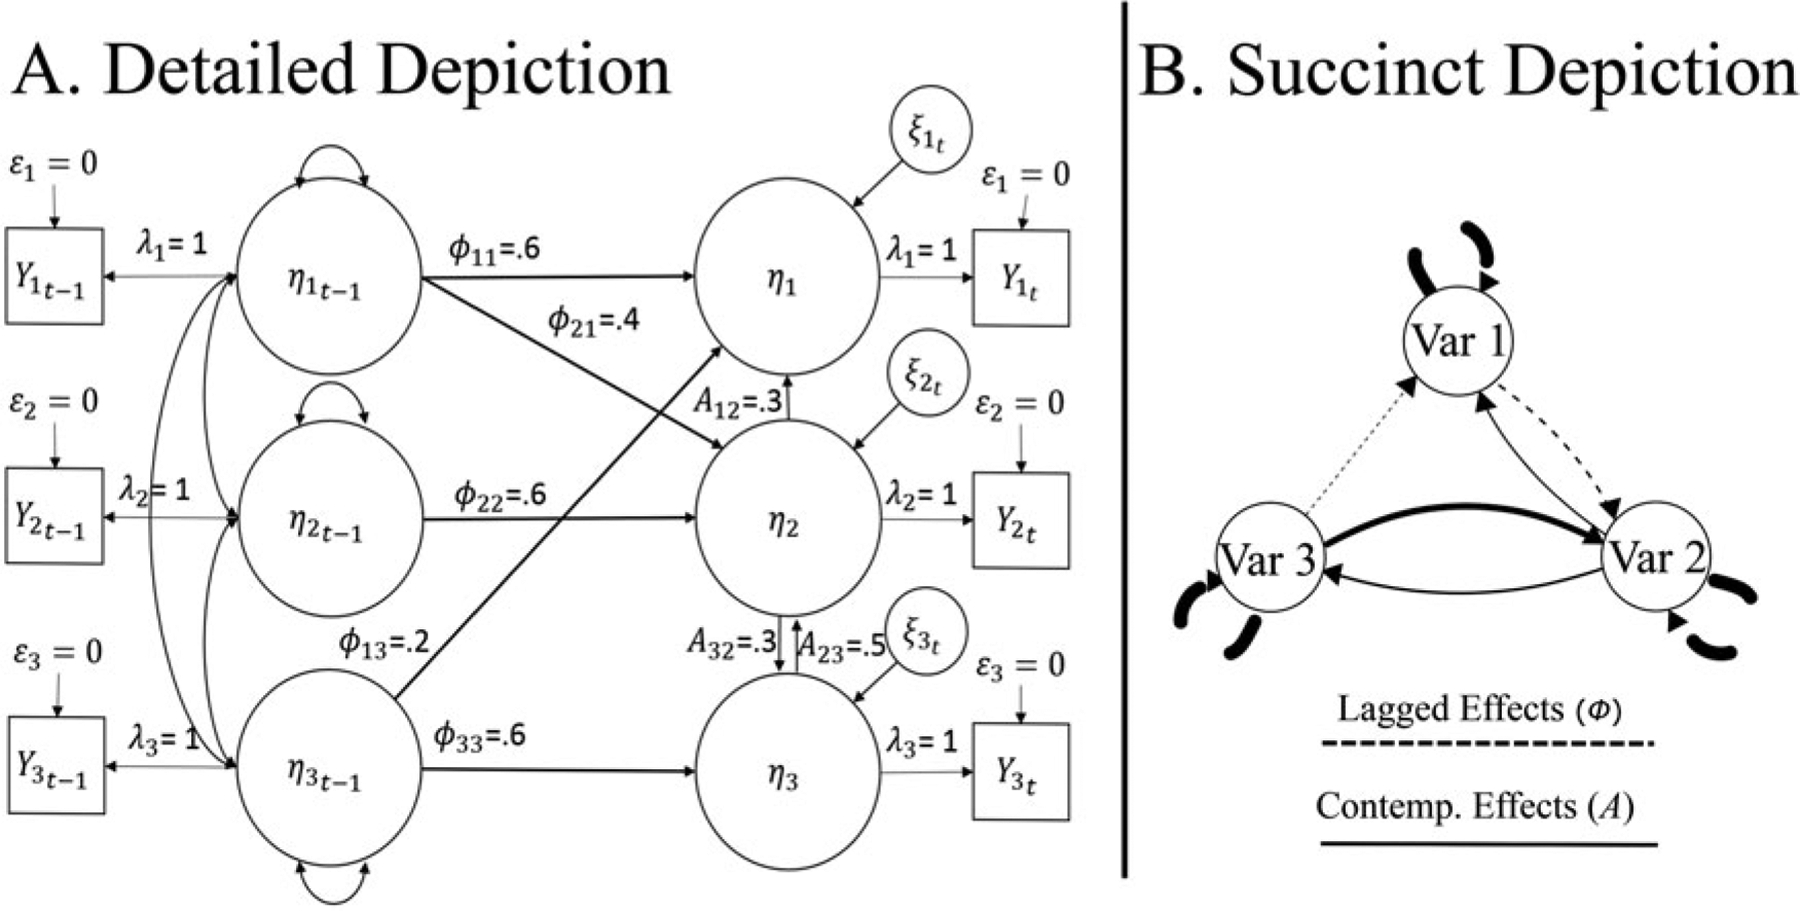 A. Detailed Depiction
ε₁ = 0
Y₁ₜ₋₁
λ₁= 1
η₁ₜ₋₁
ϕ₁₁=.6
ϕ₂₁=.4
η₁
ξ₁ₜ
λ₁= 1
ε₁ = 0
Y₁ₜ
ε₂ = 0
Y₂ₜ₋₁
λ₂= 1
η₂ₜ₋₁
ϕ₂₂=.6
A₁₂=.3
η₂
ξ₂ₜ
λ₂= 1
ε₂ = 0
Y₂ₜ
ε₃ = 0
Y₃ₜ₋₁
λ₃= 1
η₃ₜ₋₁
ϕ₁₃=.2
ϕ₃₃=.6
A₃₂=.3
A₂₃=.5
η₃
ξ₃ₜ
λ₃= 1
ε₃ = 0
Y₃ₜ
B. Succinct Depiction
Var 1
Var 3
Var 2
Lagged Effects (Φ)
Contemp. Effects (A)